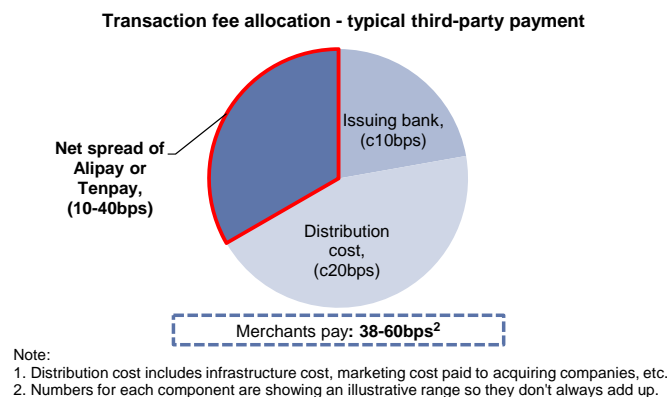 Transaction fee allocation - typical third-party payment
Issuing bank,
(c10bps)
Net spread of
Alipay or
Tenpay,
(10-40bps)
Distribution
cost,
(c20bps)
Merchants pay: 38-60bps²
Note:
1. Distribution cost includes infrastructure cost, marketing cost paid to acquiring companies, etc.
2. Numbers for each component are showing an illustrative range so they don't always add up.